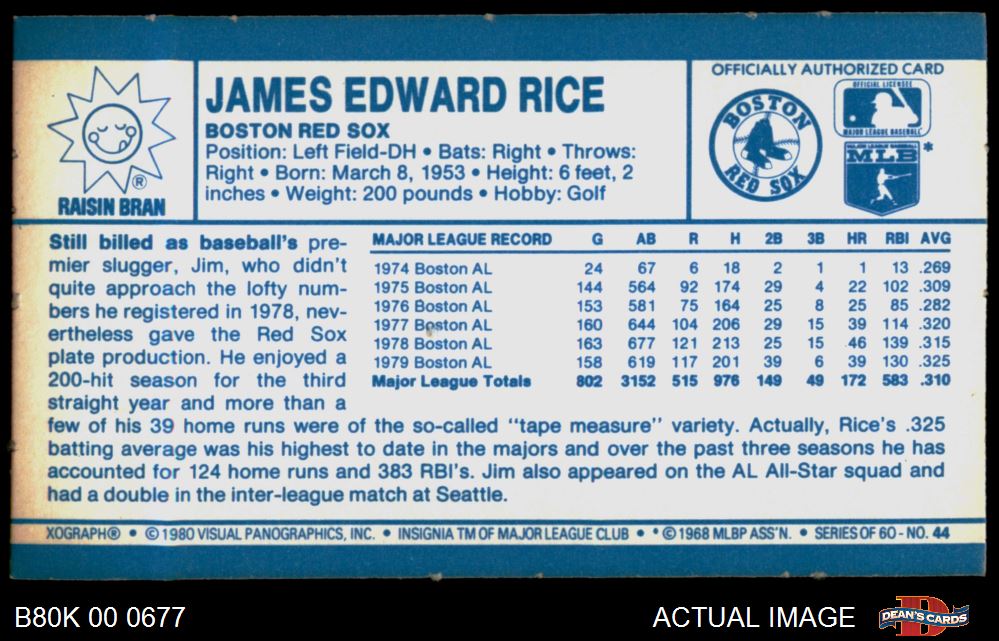 JAMES EDWARD RICE
BOSTON RED SOX
Position: Left Field-DH • Bats: Right • Throws:
Right • Born: March 8, 1953 • Height: 6 feet, 2
inches • Weight: 200 pounds • Hobby: Golf
®
RAISIN BRAN
OFFICIALLY AUTHORIZED CARD
BOSTON
RED SOX
OFFICIAL LICENSEE
MAJOR LEAGUE BASEBALL
MAJOR LEAGUE BASEBALL
MLB *
Still billed as baseball's pre-
mier slugger, Jim, who didn't
quite approach the lofty num-
bers he registered in 1978, nev-
ertheless gave the Red Sox
plate production. He enjoyed a
200-hit season for the third
straight year and more than a
few of his 39 home runs were of the so-called "tape measure" variety. Actually, Rice's .325
batting average was his highest to date in the majors and over the past three seasons he has
accounted for 124 home runs and 383 RBI's. Jim also appeared on the AL All-Star squad and
had a double in the inter-league match at Seattle.
MAJOR LEAGUE RECORD G AB R H 2B 3B HR RBI AVG
1974 Boston AL 24 67 6 18 2 1 1 13 .269
1975 Boston AL 144 564 92 174 29 4 22 102 .309
1976 Boston AL 153 581 75 164 25 8 25 85 .282
1977 Boston AL 160 644 104 206 29 15 39 114 .320
1978 Boston AL 163 677 121 213 25 15 46 139 .315
1979 Boston AL 158 619 117 201 39 6 39 130 .325
Major League Totals 802 3152 515 976 149 49 172 583 .310
XOGRAPH® • © 1980 VISUAL PANOGRAPHICS, INC. • INSIGNIA TM OF MAJOR LEAGUE CLUB • * © 1968 MLBP ASS'N. • SERIES OF 60 - NO. 44
B80K 00 0677
ACTUAL IMAGE
DEAN'S CARDS